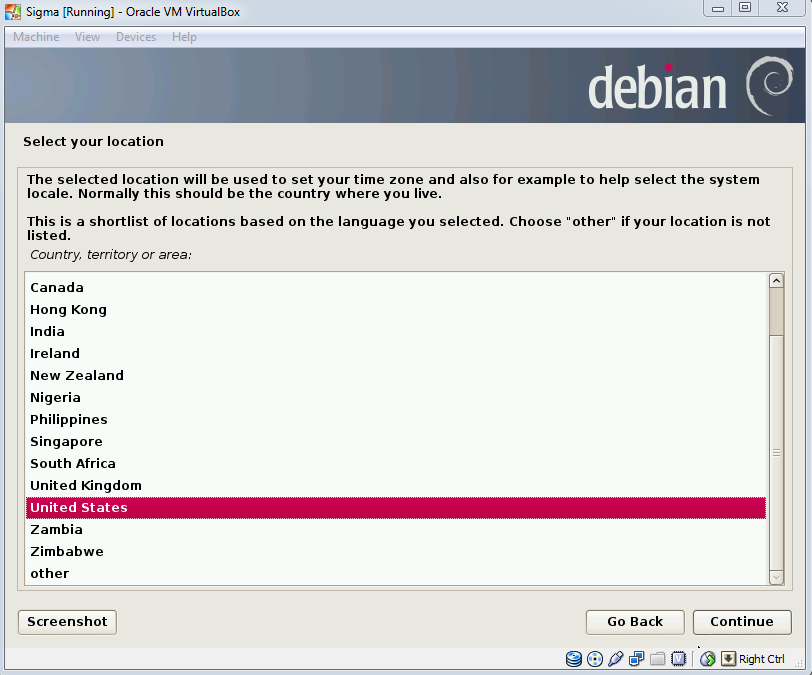 Sigma [Running] - Oracle VM VirtualBox
Machine View Devices Help
debian
Select your location
The selected location will be used to set your time zone and also for example to help select the system
locale. Normally this should be the country where you live.
This is a shortlist of locations based on the language you selected. Choose "other" if your location is not
listed.
Country, territory or area:
Canada
Hong Kong
India
Ireland
New Zealand
Nigeria
Philippines
Singapore
South Africa
United Kingdom
United States
Zambia
Zimbabwe
other
Screenshot
Go Back
Continue
Right Ctrl